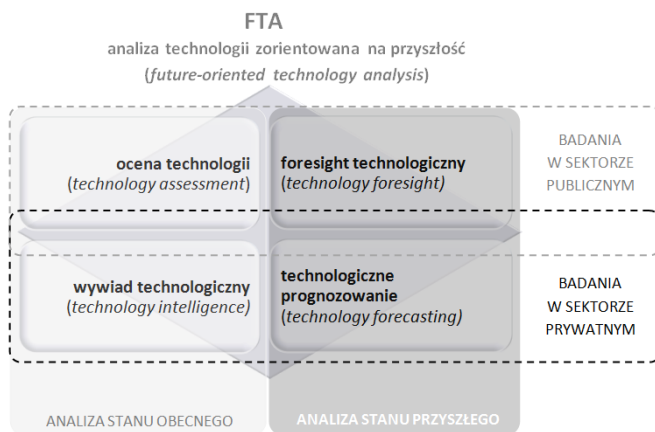 FTA
analiza technologii zorientowana na przyszłość
(future-oriented technology analysis)
ocena technologii
(technology assessment)
foresight technologiczny
(technology foresight)
BADANIA
W SEKTORZE
PUBLICZNYM
wywiad technologiczny
(technology intelligence)
technologiczne
prognozowanie
(technology forecasting)
BADANIA
W SEKTORZE
PRYWATNYM
ANALIZA STANU OBECNEGO
ANALIZA STANU PRZYSZŁEGO